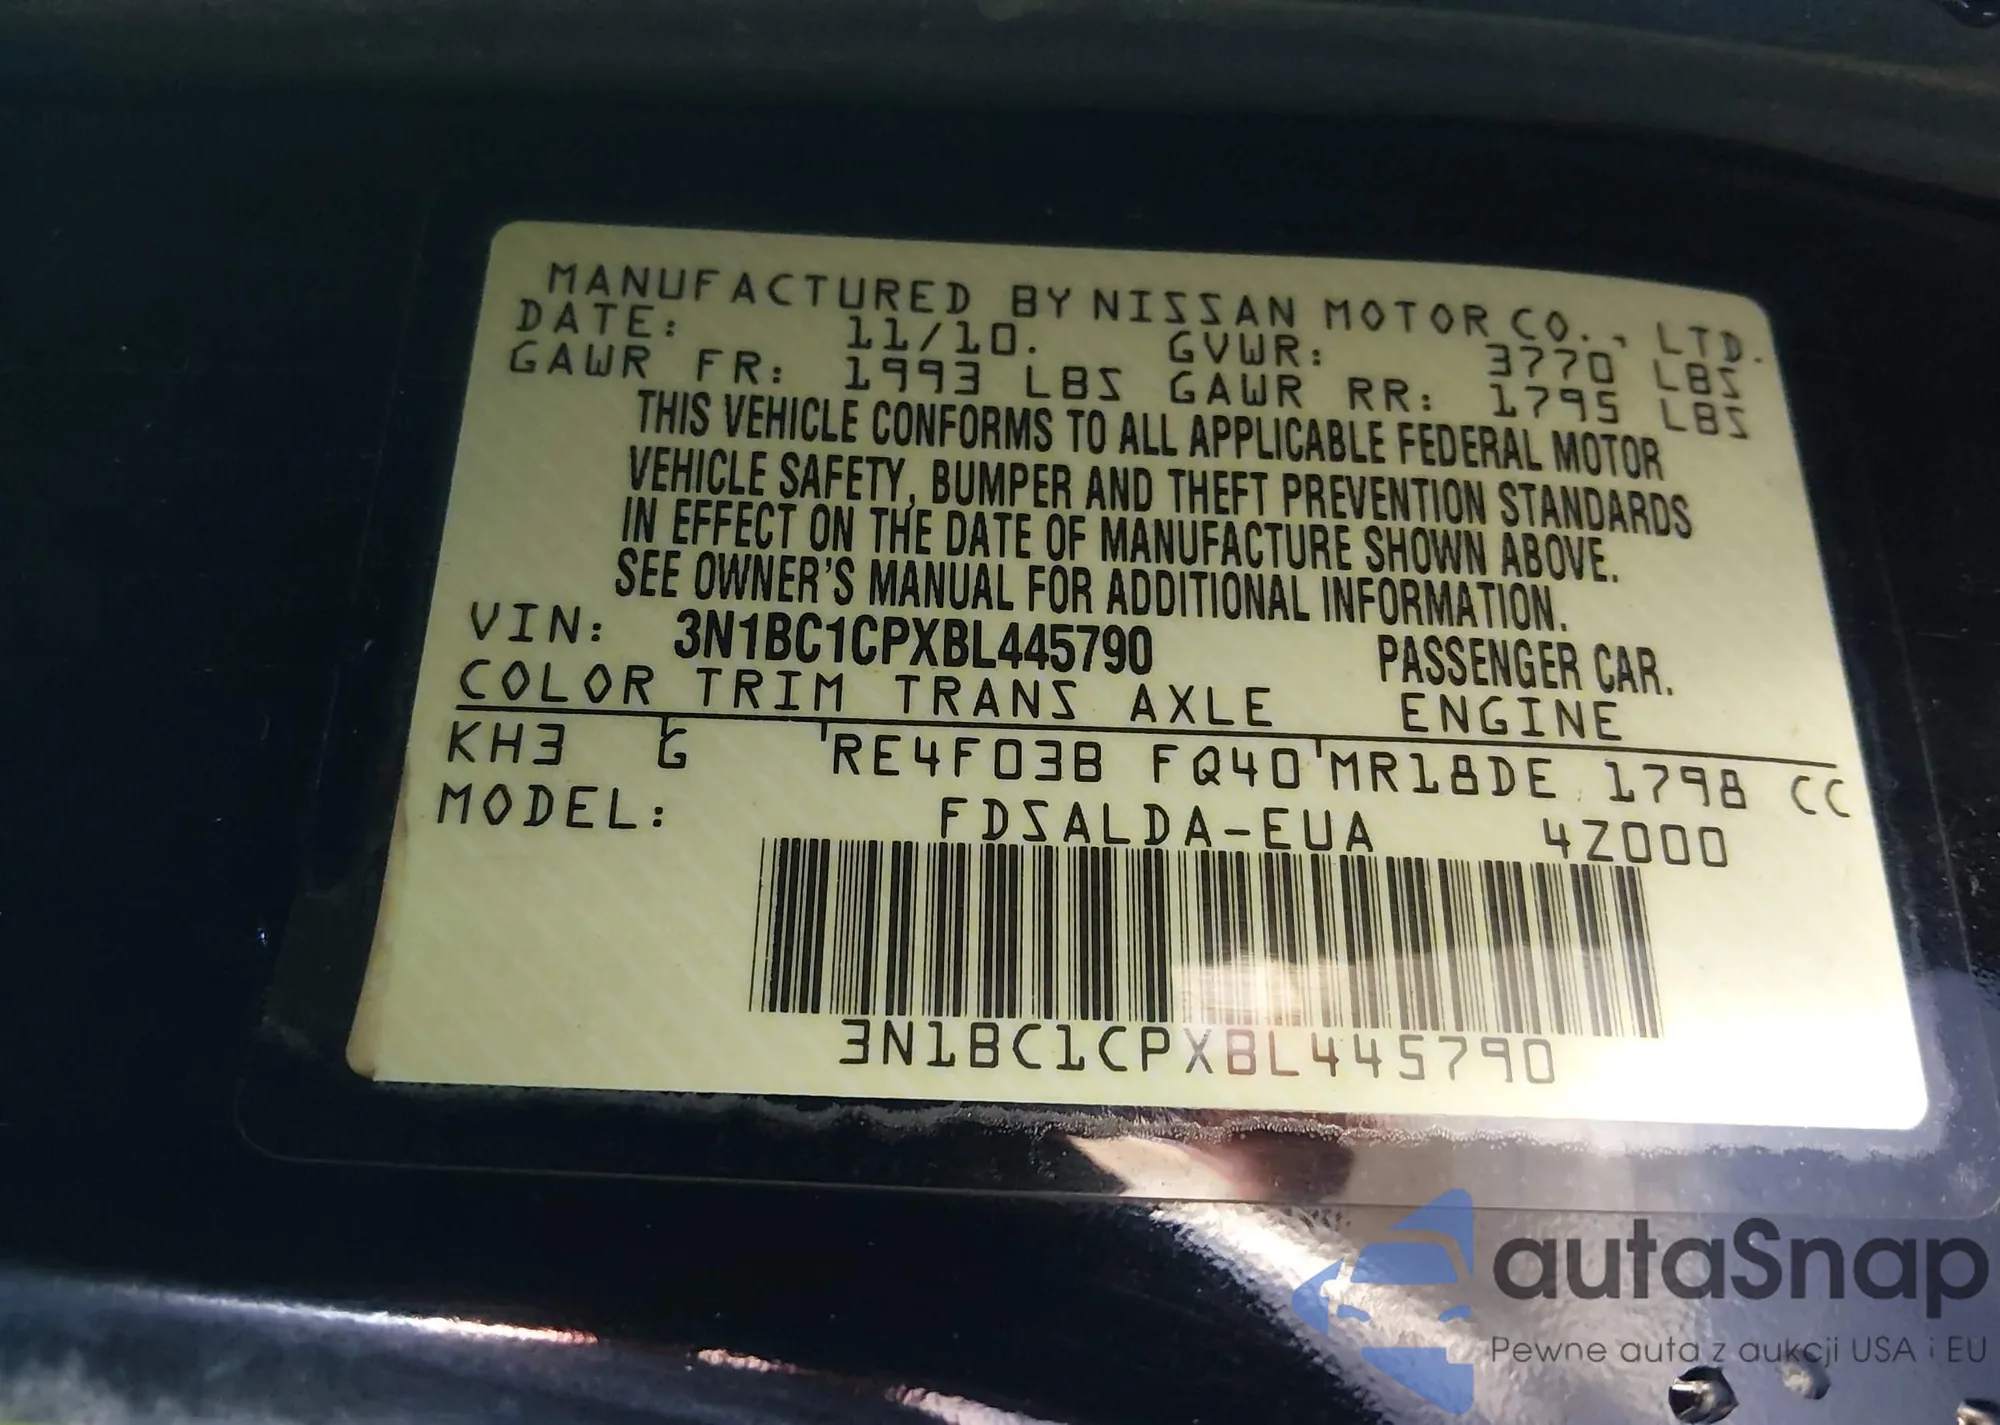 MANUFACTURED BY NISSAN MOTOR CO., LTD.
DATE: 11/10. GVWR: 3770 LBS
GAWR FR: 1993 LBS GAWR RR: 1795 LBS
THIS VEHICLE CONFORMS TO ALL APPLICABLE FEDERAL MOTOR
VEHICLE SAFETY, BUMPER AND THEFT PREVENTION STANDARDS
IN EFFECT ON THE DATE OF MANUFACTURE SHOWN ABOVE.
SEE OWNER'S MANUAL FOR ADDITIONAL INFORMATION.
VIN: 3N1BC1CPXBL445790 PASSENGER CAR.
COLOR TRIM TRANS AXLE ENGINE
KH3 G RE4F03B FQ40 MR18DE 1798 CC
MODEL: FDSALDA-EUA 4Z000
3N1BC1CPXBL445790
autaSnap
Pewne auta z aukcji USA i EU